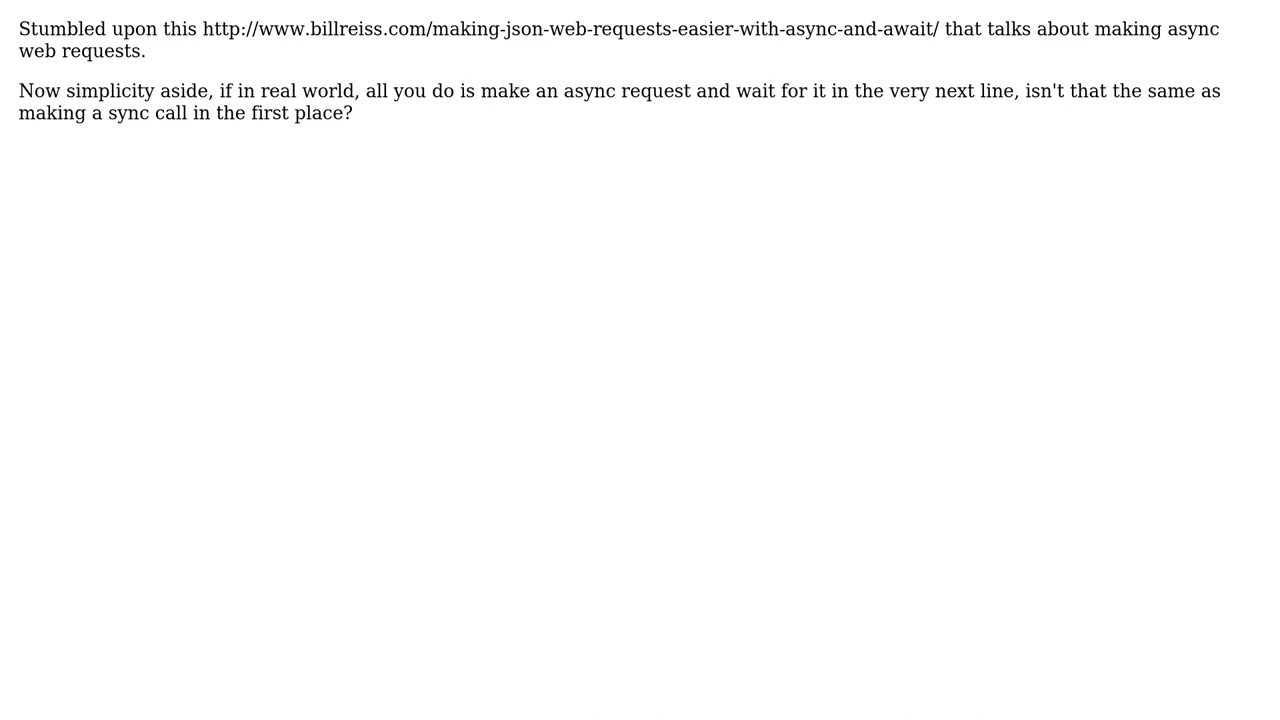 Stumbled upon this http://www.billreiss.com/making-json-web-requests-easier-with-async-and-await/ that talks about making async
web requests.
Now simplicity aside, if in real world, all you do is make an async request and wait for it in the very next line, isn't that the same as
making a sync call in the first place?